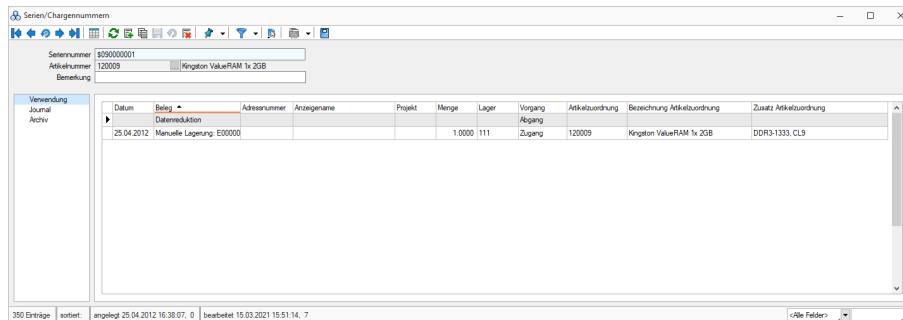 Serien/Chargennummern
Seriennummer S090000001
Artikelnummer 120009 Kingston ValueRAM 1x 2GB
Bemerkung
Verwendung
Journal
Archiv
Datum Beleg Adressnummer Anzeigename Projekt Menge Lager Vorgang Artikelzuordnung Bezeichnung Artikelzuordnung Zusatz Artikelzuordnung
Datenreduktion Abgang
25.04.2012 Manuelle Lagerung: E00000 1.0000 111 Zugang 120009 Kingston ValueRAM 1x 2GB DDR3-1333, CL9
350 Einträge sortiert: angelegt 25.04.2012 16:38:07, 0 bearbeitet 15.03.2021 15:51:14, 7 <Alle Felder>